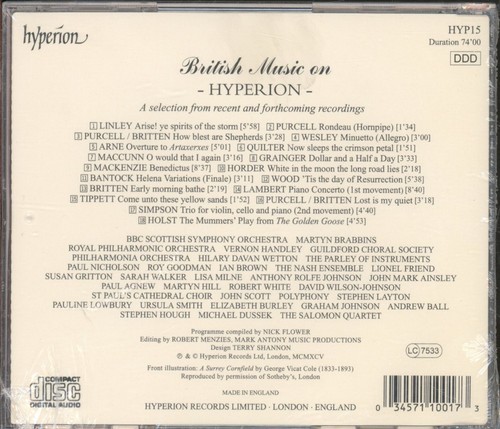 hyperion
HYP15
Duration 74'00
DDD
British Music on
- HYPERION -
A selection from recent and forthcoming recordings
1 LINLEY Arise! ye spirits of the storm [5'58] 2 PURCELL Rondeau (Hornpipe) [1'34]
3 PURCELL / BRITTEN How blest are Shepherds [3'28] 4 WESLEY Minuetto (Allegro) [3'00]
5 ARNE Overture to Artaxerxes [5'01] 6 QUILTER Now sleeps the crimson petal [2'51]
7 MACCUNN O would that I again [3'16] 8 GRAINGER Dollar and a Half a Day [3'33]
9 MACKENZIE Benedictus [8'37] 10 HORDER White in the moon the long road lies [3'17]
11 BANTOCK Helena Variations (Finale) [3'11] 12 WOOD 'Tis the day of Resurrection [5'38]
13 BRITTEN Early morning bathe [2'19] 14 LAMBERT Piano Concerto (1st movement) [8'40]
15 TIPPETT Come unto these yellow sands [1'52] 16 PURCELL / BRITTEN Lost is my quiet [2'18]
17 SIMPSON Trio for violin, cello and piano (2nd movement) [4'40]
18 HOLST The Mummers' Play from The Golden Goose [4'53]
BBC SCOTTISH SYMPHONY ORCHESTRA MARTYN BRABBINS
ROYAL PHILHARMONIC ORCHESTRA VERNON HANDLEY GUILDFORD CHORAL SOCIETY
PHILHARMONIA ORCHESTRA HILARY DAVAN WETTON THE PARLEY OF INSTRUMENTS
PAUL NICHOLSON ROY GOODMAN IAN BROWN THE NASH ENSEMBLE LIONEL FRIEND
SUSAN GRITTON SARAH WALKER LISA MILNE ANTHONY ROLFE JOHNSON JOHN MARK AINSLEY
PAUL AGNEW MARTYN HILL ROBERT WHITE DAVID WILSON-JOHNSON
ST PAUL'S CATHEDRAL CHOIR JOHN SCOTT POLYPHONY STEPHEN LAYTON
PAULINE LOWBURY URSULA SMITH ELIZABETH BURLEY GRAHAM JOHNSON ANDREW BALL
STEPHEN HOUGH MICHAEL DUSSEK THE SALOMON QUARTET
Programme compiled by NICK FLOWER
Editing by ROBERT MENZIES, MARK ANTONY MUSIC PRODUCTIONS
Design TERRY SHANNON
℗ & © Hyperion Records Ltd, London, MCMXCV
LC 7533
Front illustration: A Surrey Cornfield by George Vicat Cole (1833-1893)
Reproduced by permission of Sotheby's, London
MADE IN ENGLAND
COMPACT
disc
DIGITAL AUDIO
HYPERION RECORDS LIMITED · LONDON · ENGLAND
0 34571 10017 3